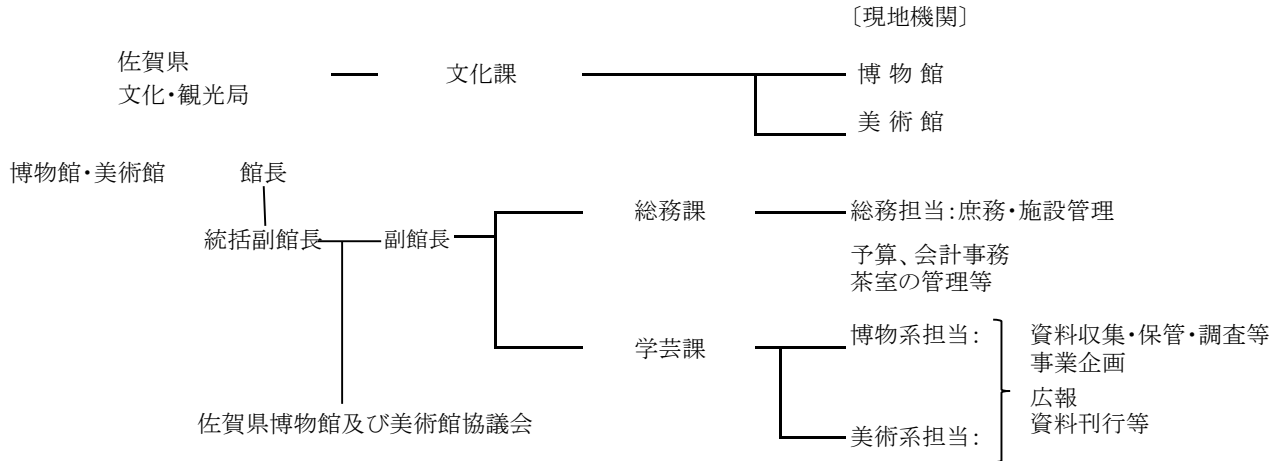 〔現地機関〕
佐賀県
文化・観光局
文化課
博 物 館
美 術 館
博物館・美術館
館長
統括副館長
副館長
総務課
総務担当：庶務・施設管理
予算、会計事務
茶室の管理等
学芸課
博物系担当：
資料収集・保管・調査等
事業企画
広報
資料刊行等
美術系担当：
佐賀県博物館及び美術館協議会